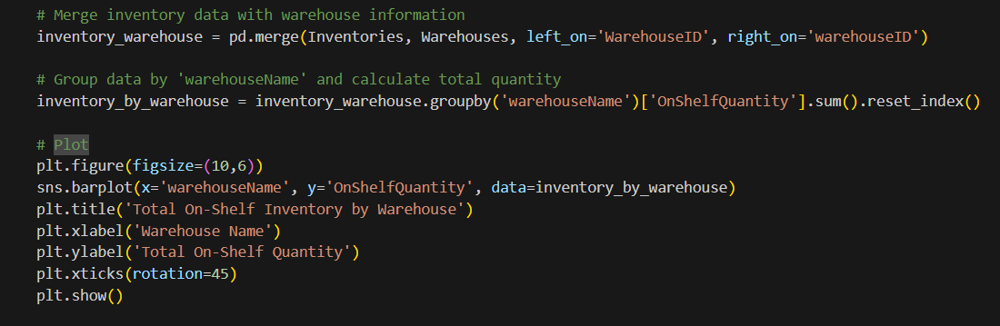 # Merge inventory data with warehouse information
inventory_warehouse = pd.merge(Inventories, Warehouses, left_on='WarehouseID', right_on='warehouseID')
# Group data by 'warehouseName' and calculate total quantity
inventory_by_warehouse = inventory_warehouse.groupby('warehouseName')['OnShelfQuantity'].sum().reset_index()
# Plot
plt.figure(figsize=(10,6))
sns.barplot(x='warehouseName', y='OnShelfQuantity', data=inventory_by_warehouse)
plt.title('Total On-Shelf Inventory by Warehouse')
plt.xlabel('Warehouse Name')
plt.ylabel('Total On-Shelf Quantity')
plt.xticks(rotation=45)
plt.show()